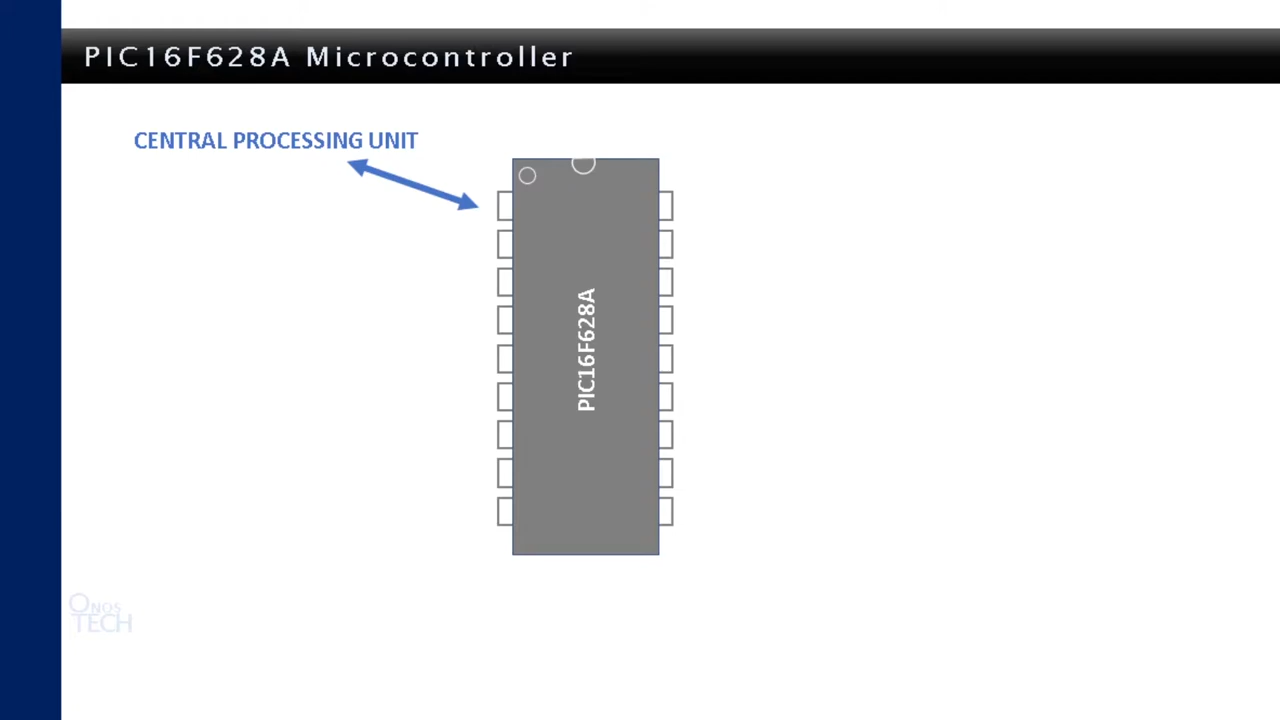 PIC16F628A Microcontroller
CENTRAL PROCESSING UNIT
PIC16F628A
ONOS
TECH